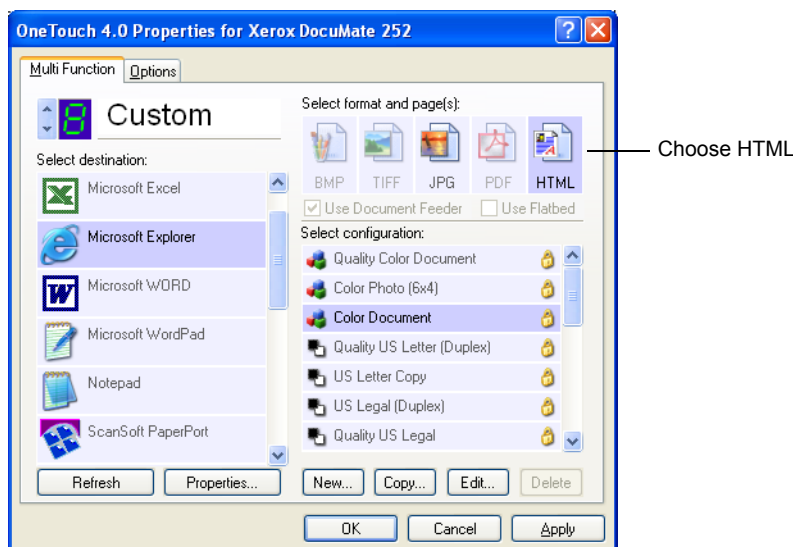 OneTouch 4.0 Properties for Xerox DocuMate 252
Multi Function
Options
8
Custom
Select destination:
Microsoft Excel
Microsoft Explorer
Microsoft WORD
Microsoft WordPad
Notepad
ScanSoft PaperPort
Refresh
Properties...
Select format and page(s):
BMP TIFF JPG PDF HTML
Use Document Feeder
Use Flatbed
Select configuration:
Quality Color Document
Color Photo (6x4)
Color Document
Quality US Letter (Duplex)
US Letter Copy
US Legal (Duplex)
Quality US Legal
New... Copy... Edit... Delete
OK Cancel Apply
Choose HTML